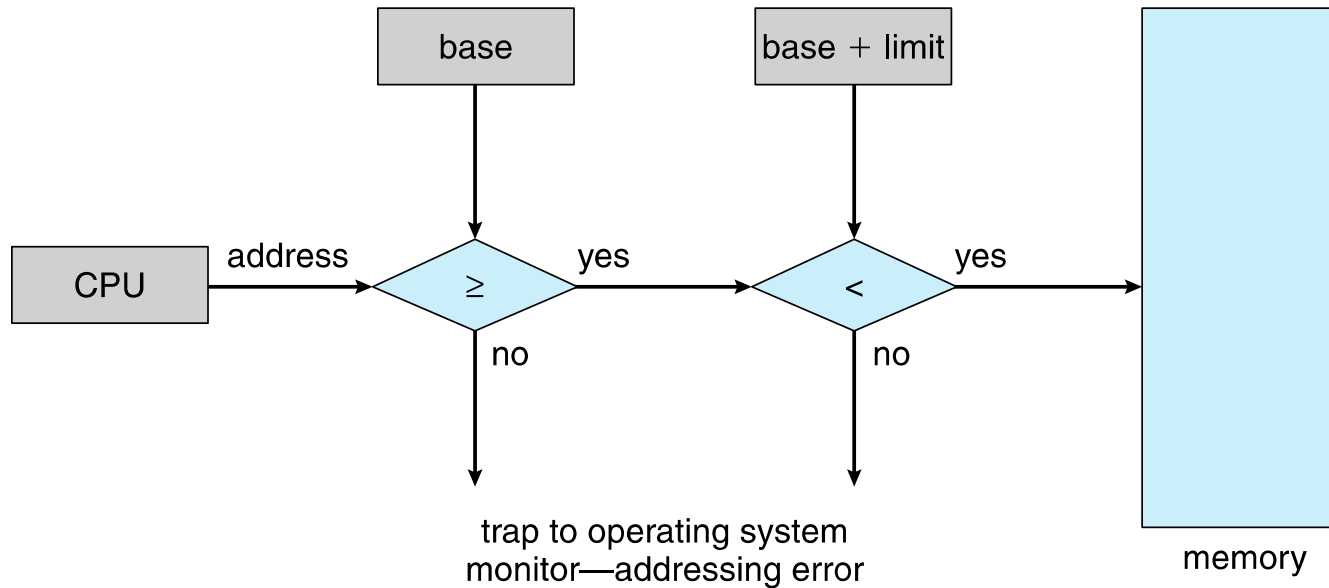 base
base + limit
CPU
address
≥
yes
<
yes
no
no
trap to operating system
monitor—addressing error
memory